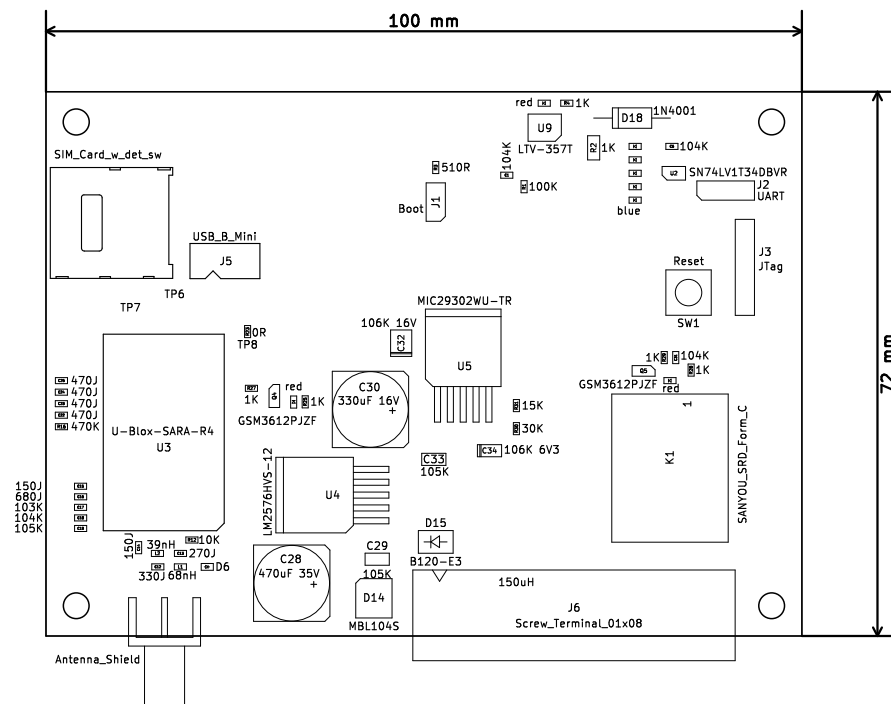 100 mm
red
1K
D18
1N4001
U9
LTV-357T
R2
1K
104K
SIM_Card_w_det_sw
510R
104K
U2
SN74LV1T34DBVR
J2
UART
100K
Boot
J1
blue
USB_B_Mini
J5
J3
JTag
Reset
SW1
TP6
TP7
MIC29302WU-TR
0R
TP8
106K 16V
C32
72 mm
U5
1K
104K
1K
Q5
GSM3612PJZF
red
470J
470J
470J
470J
470K
1K
red
1K
GSM3612PJZF
C30
330uF 16V
+
15K
30K
1
K1
SANYOU_SRD_Form_C
U-Blox-SARA-R4
U3
C33
105K
C34
106K 6V3
LM2576HVS-12
U4
150J
680J
103K
104K
105K
D15
B120-E3
150J
39nH
R12
10K
270J
330J
68nH
D6
C28
470uF 35V
+
C29
105K
D14
MBL104S
150uH
J6
Screw_Terminal_01x08
Antenna_Shield